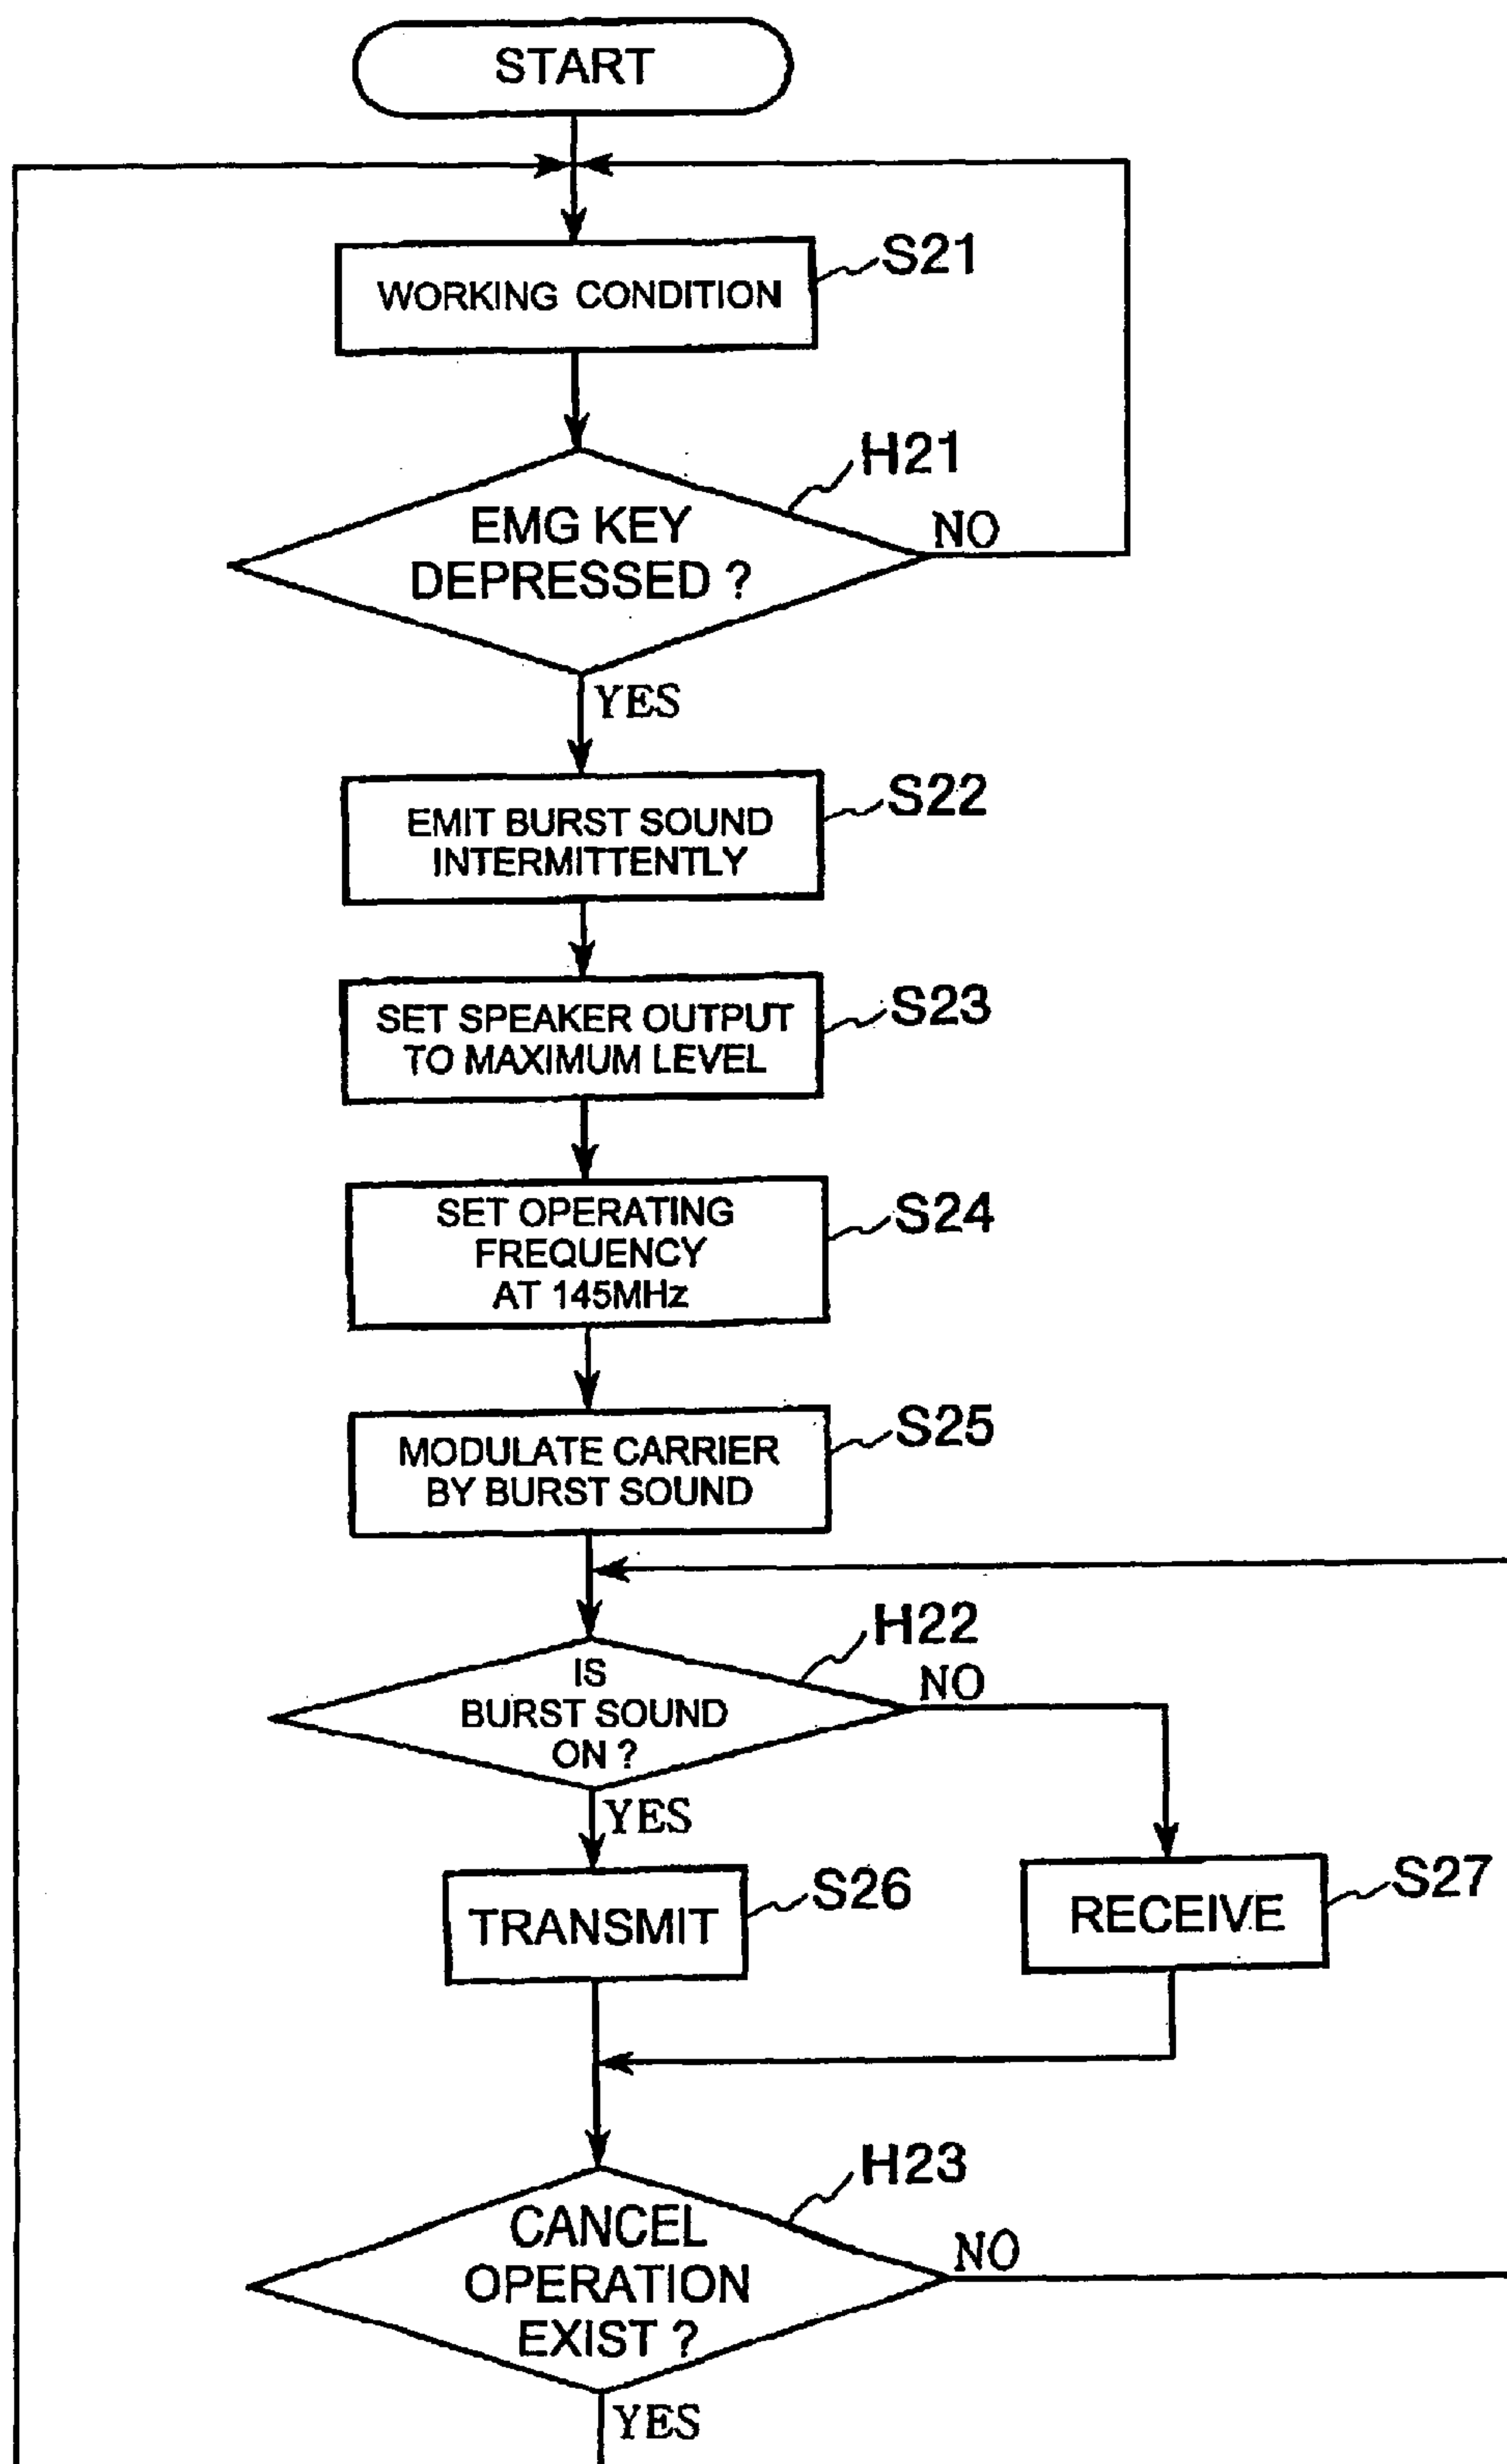 START
S21
WORKING CONDITION
H21
EMG KEY
DEPRESSED ?
NO
YES
S22
EMIT BURST SOUND
INTERMITTENTLY
S23
SET SPEAKER OUTPUT
TO MAXIMUM LEVEL
S24
SET OPERATING
FREQUENCY
AT 145MHz
S25
MODULATE CARRIER
BY BURST SOUND
H22
IS
BURST SOUND
ON ?
NO
YES
S26
TRANSMIT
S27
RECEIVE
H23
CANCEL
OPERATION
EXIST ?
NO
YES